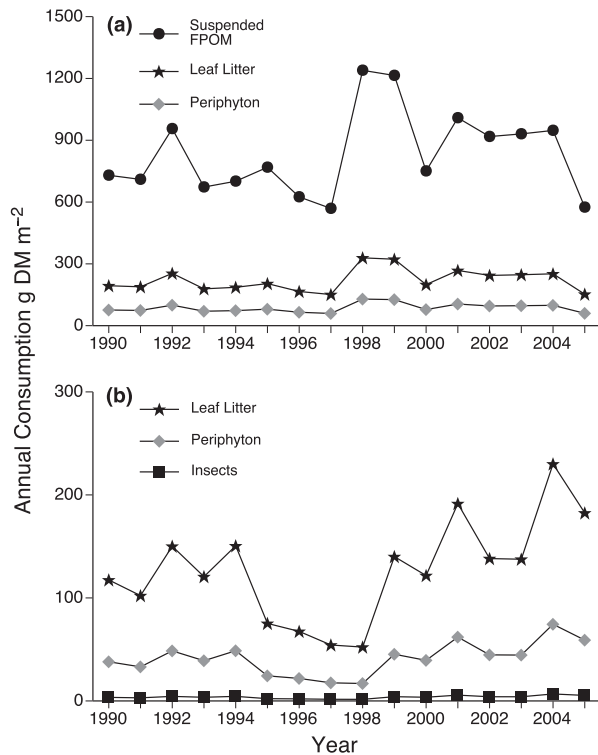 1500
(a)
Suspended
FPOM
1200
Leaf Litter
Periphyton
900
600
300
0
1990 1992 1994 1996 1998 2000 2002 2004
Annual Consumption g DM m−2
300
(b)
Leaf Litter
Periphyton
Insects
200
100
0
1990 1992 1994 1996 1998 2000 2002 2004
Year